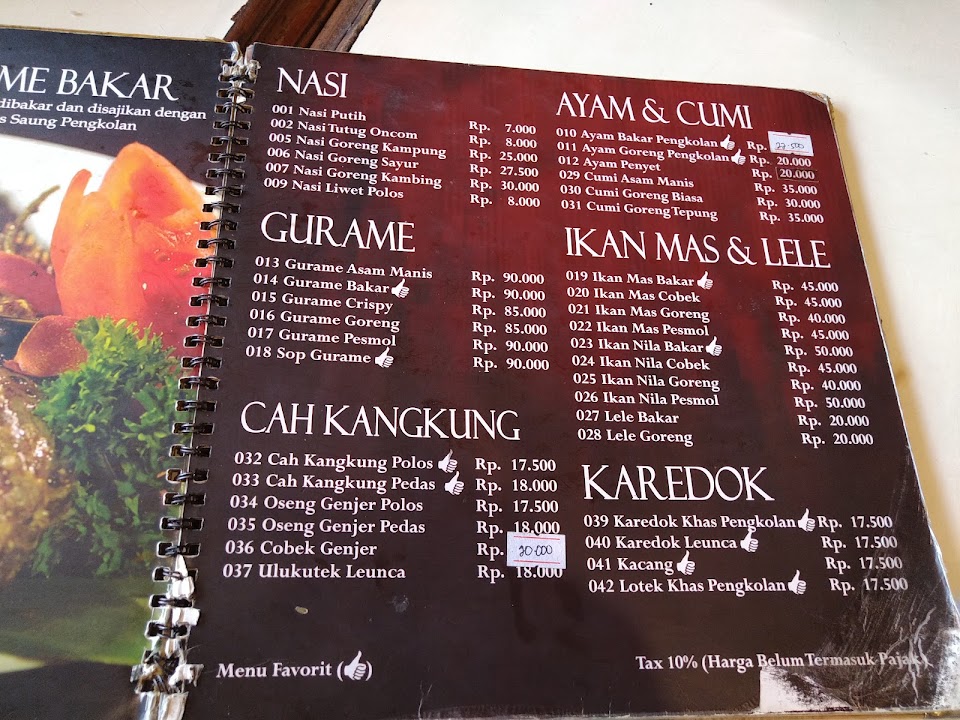 ME BAKAR
dibakar dan disajikan dengan
s Saung Pengkolan
NASI
001 Nasi Putih Rp. 7.000
002 Nasi Tutug Oncom Rp. 8.000
005 Nasi Goreng Kampung Rp. 25.000
006 Nasi Goreng Sayur Rp. 27.500
007 Nasi Goreng Kambing Rp. 30.000
009 Nasi Liwet Polos Rp. 8.000
GURAME
013 Gurame Asam Manis Rp. 90.000
014 Gurame Bakar Rp. 90.000
015 Gurame Crispy Rp. 85.000
016 Gurame Goreng Rp. 85.000
017 Gurame Pesmol Rp. 90.000
018 Sop Gurame Rp. 90.000
CAH KANGKUNG
032 Cah Kangkung Polos Rp. 17.500
033 Cah Kangkung Pedas Rp. 18.000
034 Oseng Genjer Polos Rp. 17.500
035 Oseng Genjer Pedas Rp. 18.000
036 Cobek Genjer Rp. 20.000
037 Ulukutek Leunca Rp. 18.000
Menu Favorit ( )
AYAM & CUMI
010 Ayam Bakar Pengkolan Rp. 22.500
011 Ayam Goreng Pengkolan Rp. 20.000
012 Ayam Penyet Rp. 20.000
029 Cumi Asam Manis Rp. 35.000
030 Cumi Goreng Biasa Rp. 30.000
031 Cumi Goreng Tepung Rp. 35.000
IKAN MAS & LELE
019 Ikan Mas Bakar Rp. 45.000
020 Ikan Mas Cobek Rp. 45.000
021 Ikan Mas Goreng Rp. 40.000
022 Ikan Mas Pesmol Rp. 45.000
023 Ikan Nila Bakar Rp. 50.000
024 Ikan Nila Cobek Rp. 45.000
025 Ikan Nila Goreng Rp. 40.000
026 Ikan Nila Pesmol Rp. 50.000
027 Lele Bakar Rp. 20.000
028 Lele Goreng Rp. 20.000
KAREDOK
039 Karedok Khas Pengkolan Rp. 17.500
040 Karedok Leunca Rp. 17.500
041 Kacang Rp. 17.500
042 Lotek Khas Pengkolan Rp. 17.500
Tax 10% (Harga Belum Termasuk Pajak)